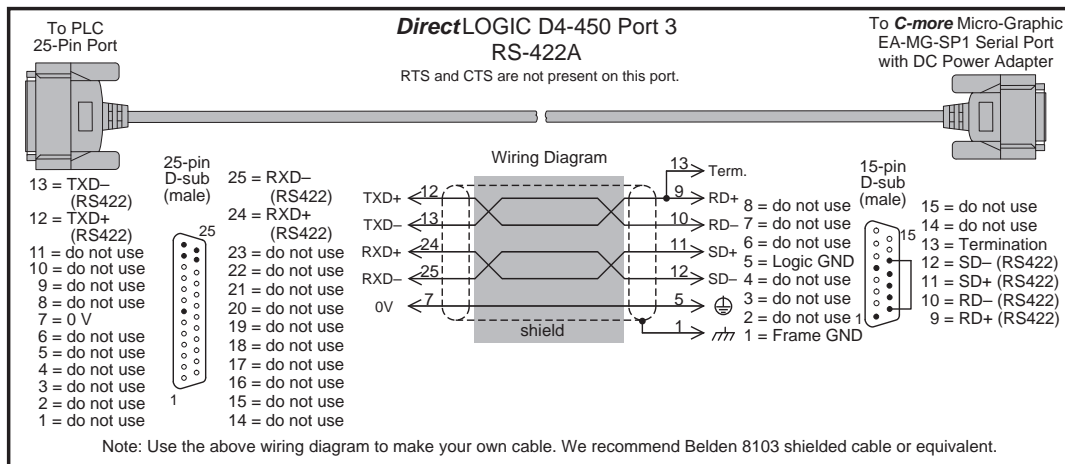 To PLC
25-Pin Port
DirectLOGIC D4-450 Port 3
RS-422A
RTS and CTS are not present on this port.
To C-more Micro-Graphic
EA-MG-SP1 Serial Port
with DC Power Adapter
13 = TXD–
(RS422)
12 = TXD+
(RS422)
11 = do not use
10 = do not use
9 = do not use
8 = do not use
7 = 0 V
6 = do not use
5 = do not use
4 = do not use
3 = do not use
2 = do not use
1 = do not use
25-pin
D-sub
(male)
25
1
25 = RXD–
(RS422)
24 = RXD+
(RS422)
23 = do not use
22 = do not use
21 = do not use
20 = do not use
19 = do not use
18 = do not use
17 = do not use
16 = do not use
15 = do not use
14 = do not use
Wiring Diagram
13 Term.
TXD+ 12 9 RD+
TXD– 13 10 RD–
RXD+ 24 11 SD+
RXD– 25 12 SD–
0V 7 5
1
shield
8 = do not use
7 = do not use
6 = do not use
5 = Logic GND
4 = do not use
3 = do not use
2 = do not use
1 = Frame GND
15-pin
D-sub
(male)
15
1
15 = do not use
14 = do not use
13 = Termination
12 = SD– (RS422)
11 = SD+ (RS422)
10 = RD– (RS422)
9 = RD+ (RS422)
Note: Use the above wiring diagram to make your own cable. We recommend Belden 8103 shielded cable or equivalent.